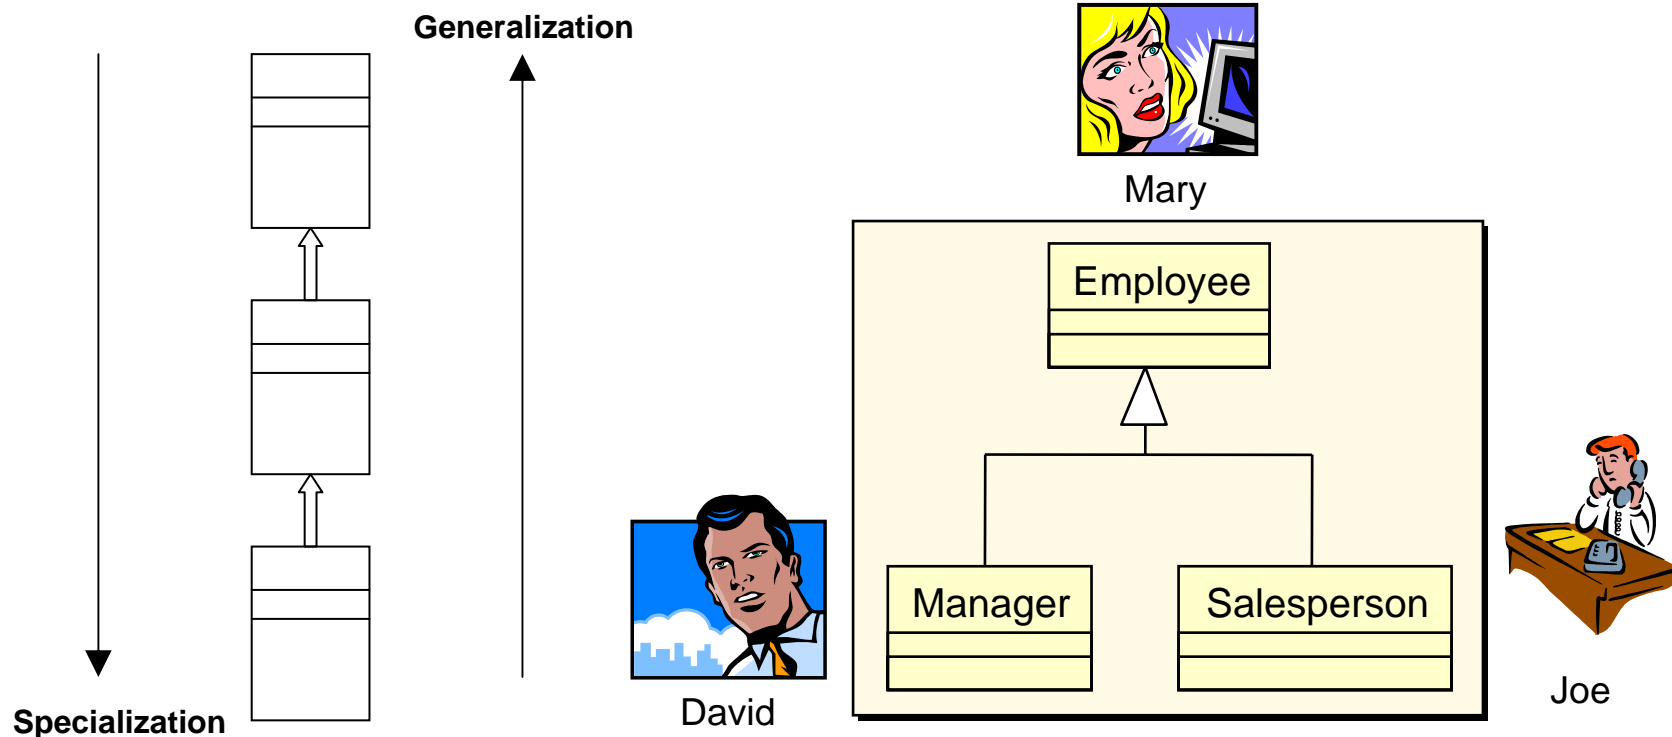 Generalization
Mary
Employee
Manager
Salesperson
David
Joe
Specialization